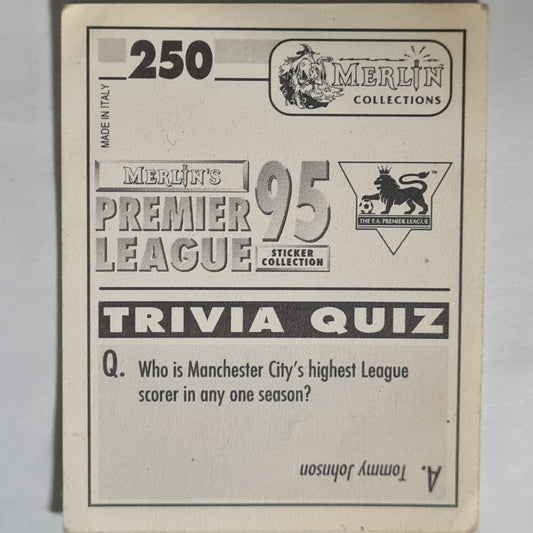 250
MERLIN
COLLECTIONS
MADE IN ITALY
MERLIN'S
PREMIER
LEAGUE
95
STICKER
COLLECTION
THE F.A. PREMIER LEAGUE
TM
TRIVIA QUIZ
Q. Who is Manchester City's highest League
scorer in any one season?
A. Tommy Johnson